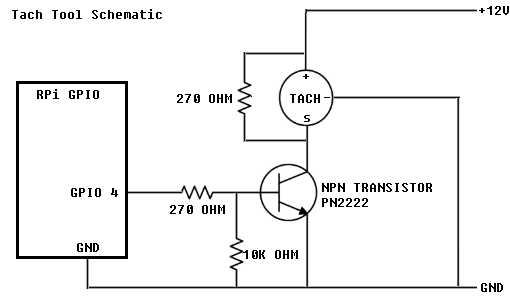 Tach Tool Schematic
+12V
RPi GPIO
270 OHM
+
TACH
-
S
GPIO 4
270 OHM
NPN TRANSISTOR
PN2222
GND
10K OHM
GND